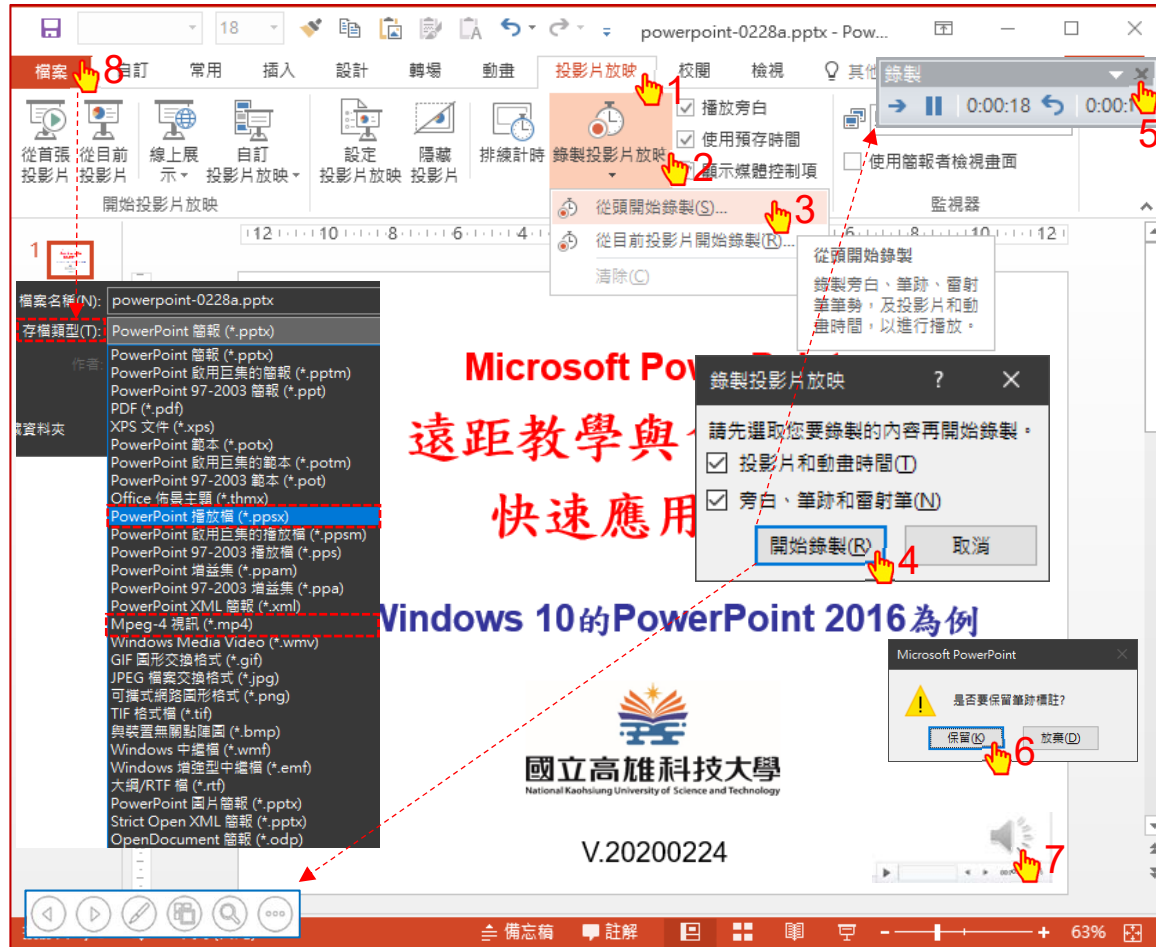 18
powerpoint-0228a.pptx - Pow...
檔案
8
自訂
常用
插入
設計
轉場
動畫
投影片放映
1
校閱
檢視
其他
從首張
投影片
從目前
投影片
線上展
示
自訂
投影片放映
設定
投影片放映
隱藏
投影片
排練計時
錄製投影片放映
2
播放旁白
使用預存時間
顯示媒體控制項
使用簡報者檢視畫面
開始投影片放映
監視器
錄製
0:00:18
5
從頭開始錄製(S)...
3
從目前投影片開始錄製(R)...
清除(C)
從頭開始錄製
錄製旁白、筆跡、雷射
筆筆勢，及投影片和動
畫時間，以進行播放。
12 10 8 6 4
6 8 10 12
1
檔案名稱(N): powerpoint-0228a.pptx
存檔類型(T): PowerPoint 簡報 (*.pptx)
作者:
資料夾
PowerPoint 簡報 (*.pptx)
PowerPoint 啟用巨集的簡報 (*.pptm)
PowerPoint 97-2003 簡報 (*.ppt)
PDF (*.pdf)
XPS 文件 (*.xps)
PowerPoint 範本 (*.potx)
PowerPoint 啟用巨集的範本 (*.potm)
PowerPoint 97-2003 範本 (*.pot)
Office 佈景主題 (*.thmx)
PowerPoint 播放檔 (*.ppsx)
PowerPoint 啟用巨集的播放檔 (*.ppsm)
PowerPoint 97-2003 播放檔 (*.pps)
PowerPoint 增益集 (*.ppam)
PowerPoint 97-2003 增益集 (*.ppa)
PowerPoint XML 簡報 (*.xml)
Mpeg-4 視訊 (*.mp4)
Windows Media Video (*.wmv)
GIF 圖形交換格式 (*.gif)
JPEG 檔案交換格式 (*.jpg)
可攜式網路圖形格式 (*.png)
TIF 格式檔 (*.tif)
與裝置無關點陣圖 (*.bmp)
Windows 中繼檔 (*.wmf)
Windows 增強型中繼檔 (*.emf)
大綱/RTF 檔 (*.rtf)
PowerPoint 圖片簡報 (*.pptx)
Strict Open XML 簡報 (*.pptx)
OpenDocument 簡報 (*.odp)
Microsoft Pow
遠距教學與
快速應用
Windows 10的PowerPoint 2016為例
錄製投影片放映 ?
請先選取您要錄製的內容再開始錄製。
投影片和動畫時間(T)
旁白、筆跡和雷射筆(N)
開始錄製(R)
4
取消
Microsoft PowerPoint
是否要保留筆跡標註?
保留(K)
6
放棄(D)
國立高雄科技大學
National Kaohsiung University of Science and Technology
V.20200224
7
備忘稿
註解
63%